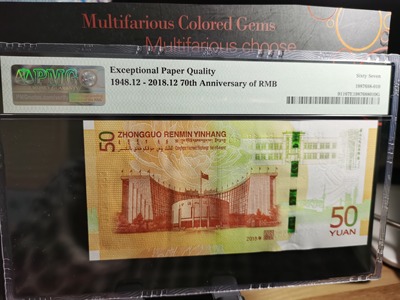 Multifarious Colored Gems
Multifarious choose
PMG
Exceptional Paper Quality
1948.12 - 2018.12 70th Anniversary of RMB
Sixty Seven
50
ZHONGGUO RENMIN YINHANG
50
YUAN